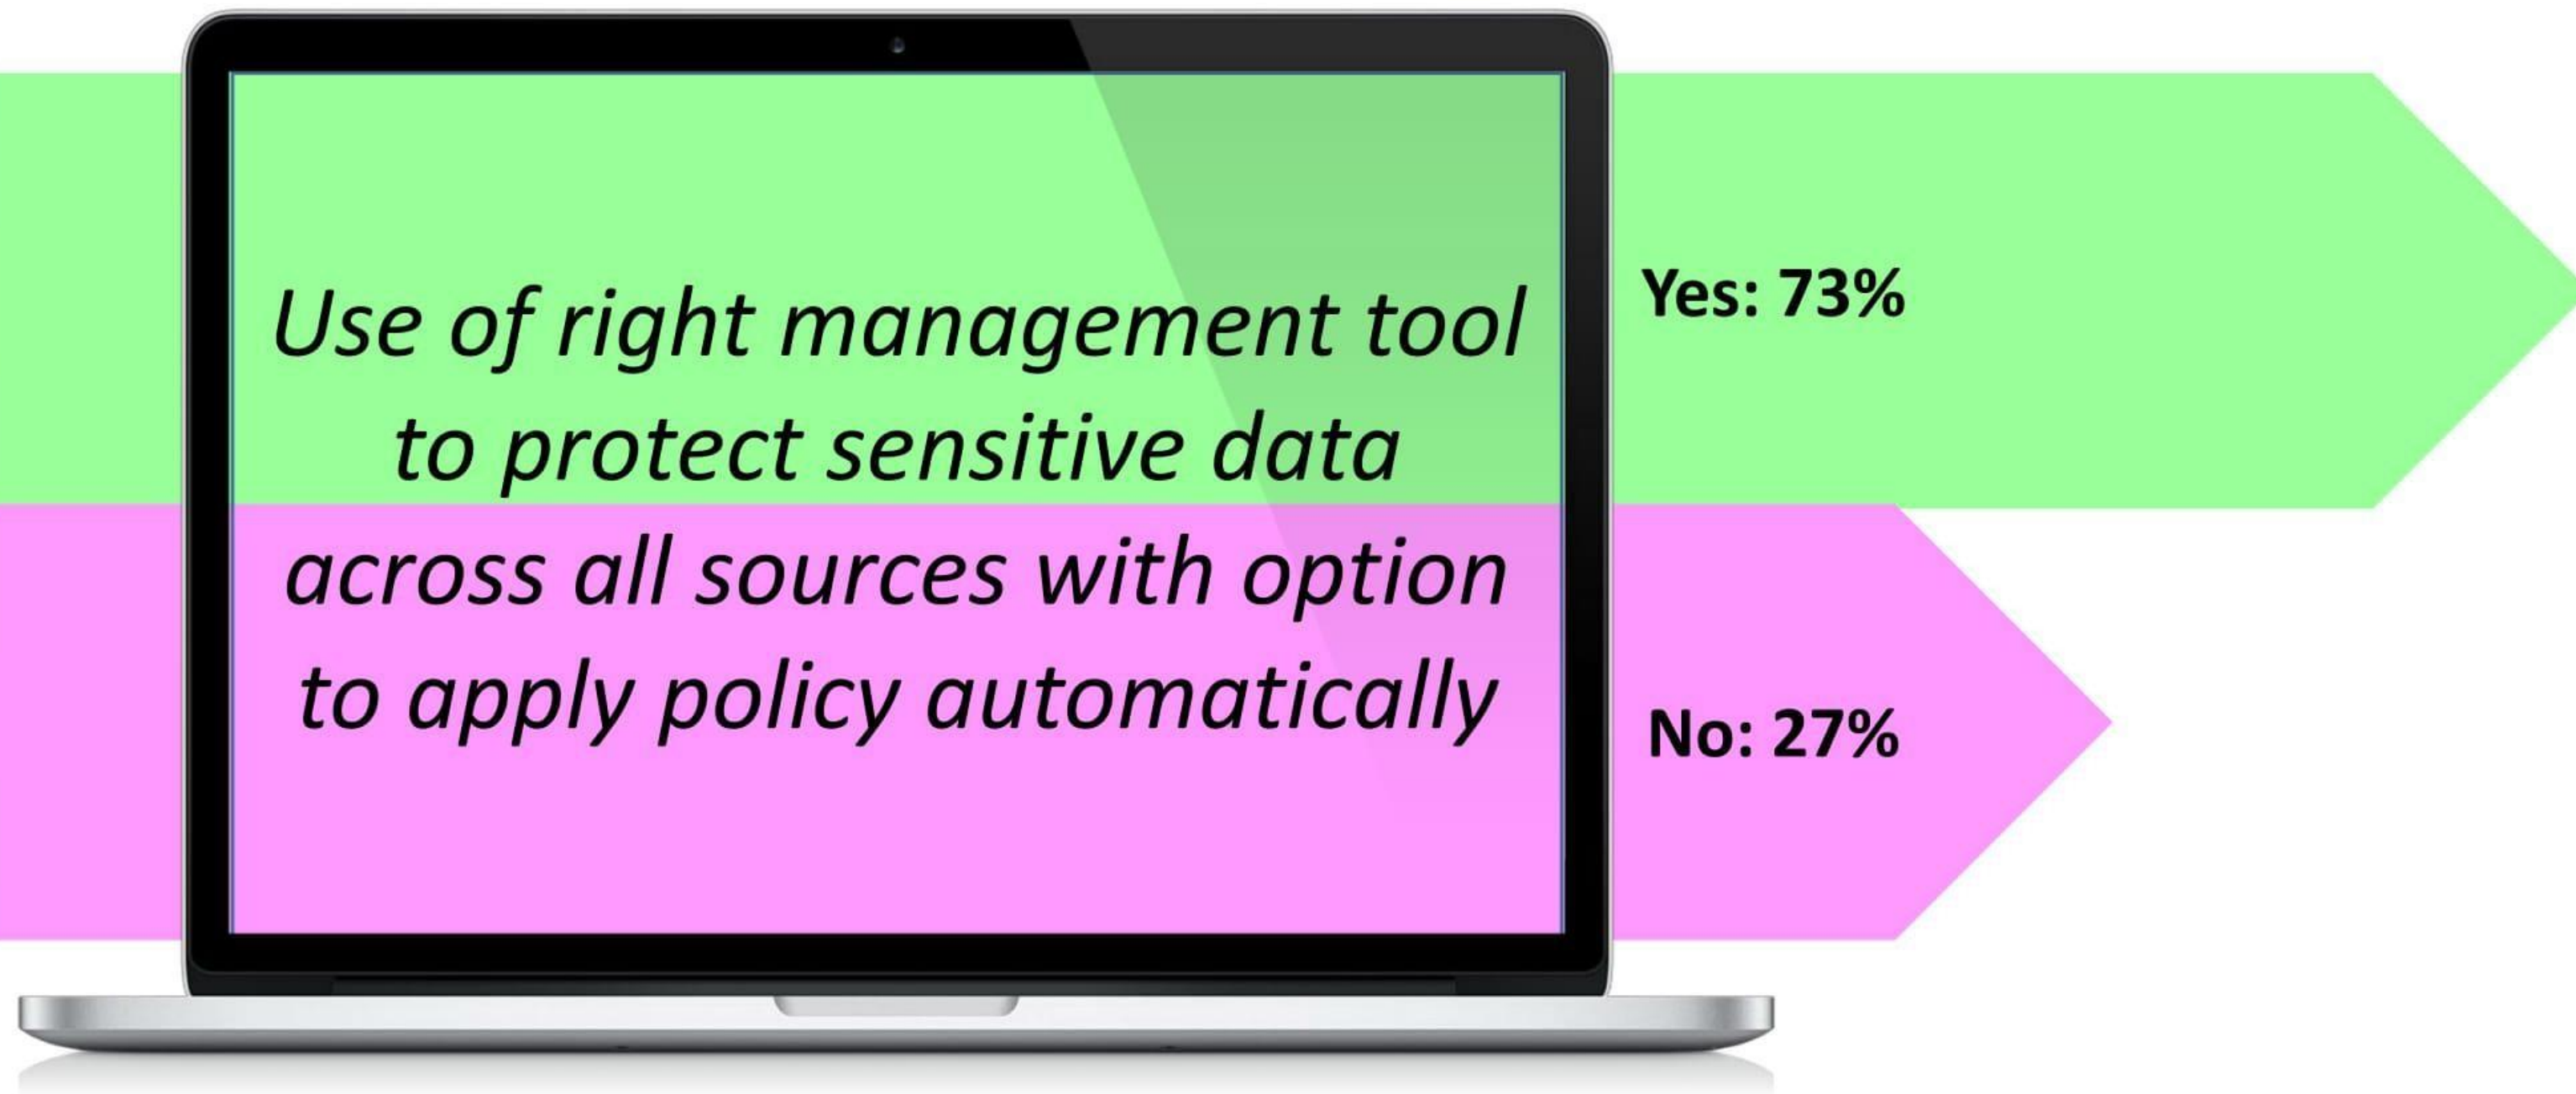 Use of right management tool
to protect sensitive data
across all sources with option
to apply policy automatically
Yes: 73%
No: 27%